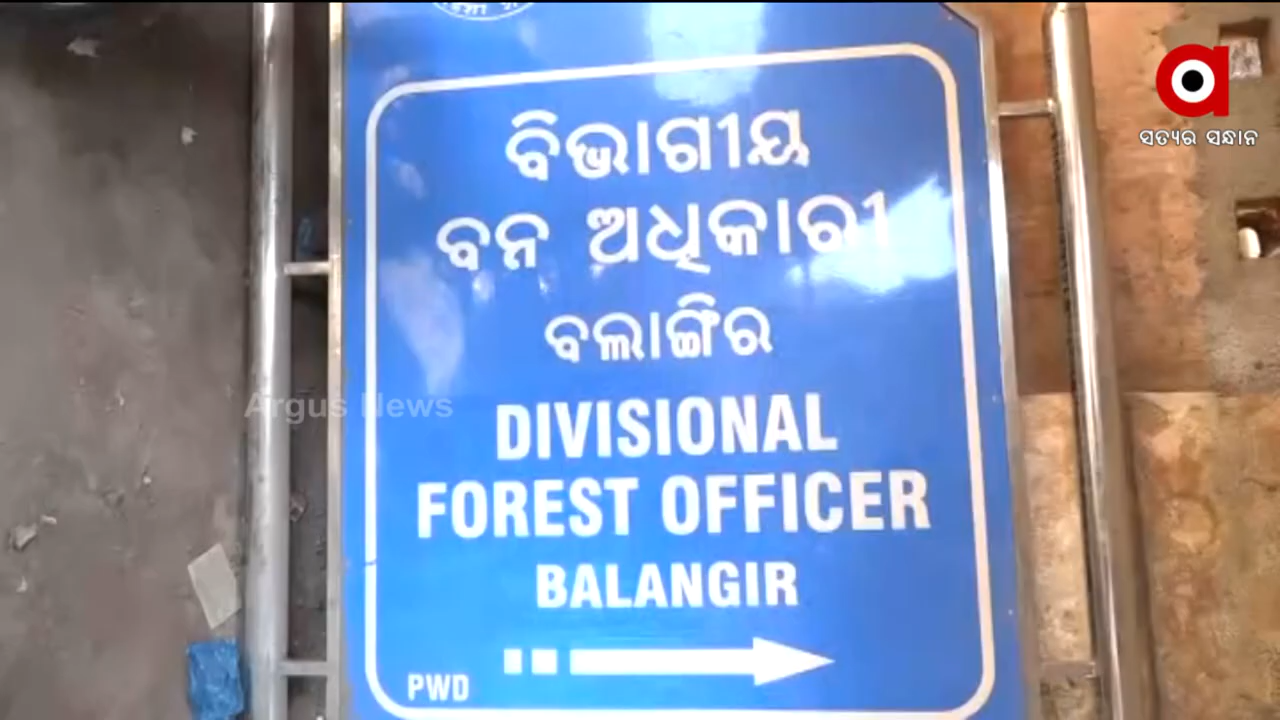 ବିଭାଗୀୟ
ବନ ଅଧିକାରୀ
ବଲାଙ୍ଗିର
DIVISIONAL
FOREST OFFICER
BALANGIR
PWD
Argus News
ସତ୍ୟର ସନ୍ଧାନ